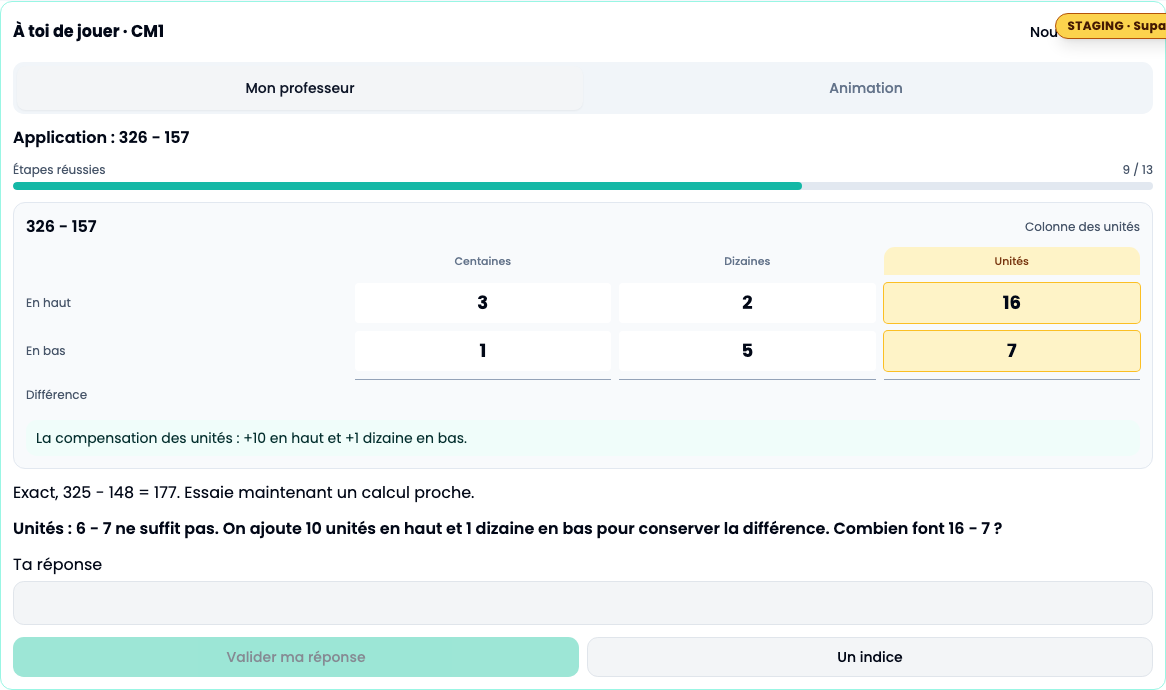 À toi de jouer · CM1
Nou
STAGING · Supa
Mon professeur
Animation
Application : 326 - 157
Étapes réussies
9 / 13
326 - 157
Colonne des unités
Centaines
Dizaines
Unités
En haut
3
2
16
En bas
1
5
7
Différence
La compensation des unités : +10 en haut et +1 dizaine en bas.
Exact, 325 - 148 = 177. Essaie maintenant un calcul proche.
Unités : 6 - 7 ne suffit pas. On ajoute 10 unités en haut et 1 dizaine en bas pour conserver la différence. Combien font 16 - 7 ?
Ta réponse
Valider ma réponse
Un indice